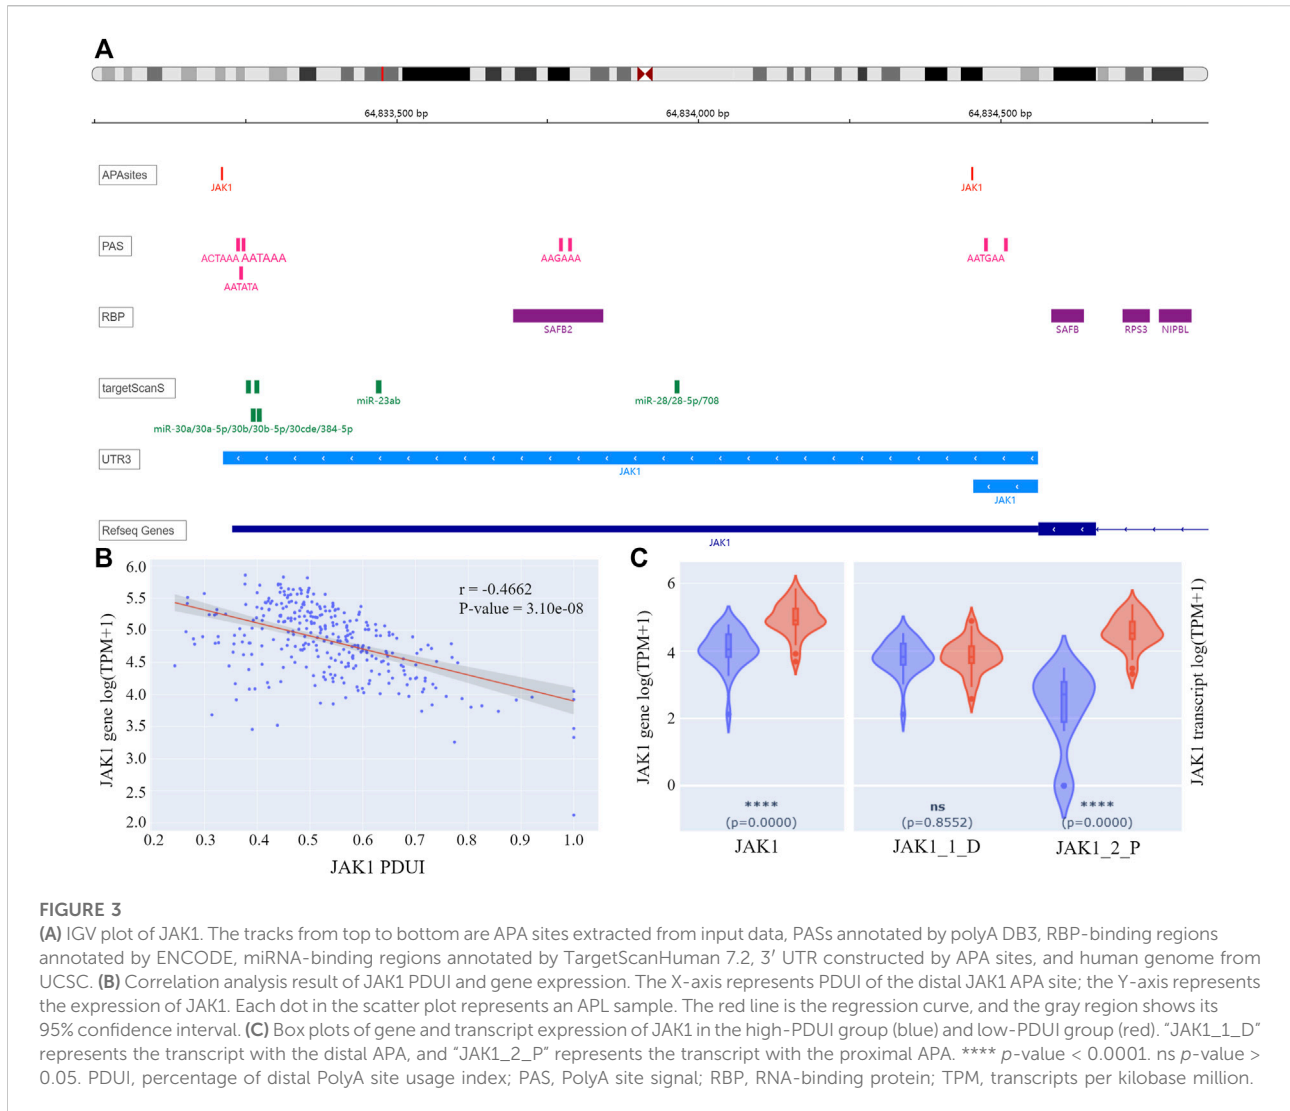 A
64,833,500 bp
64,834,000 bp
64,834,500 bp
APAsites
JAK1
JAK1
PAS
ACTAAA AATAAA
AAGAAA
AATGAA
AATATA
RBP
SAFB2
SAFB
RPS3
NIPBL
targetScanS
miR-23ab
miR-28/28-5p/708
miR-30a/30a-5p/30b/30b-5p/30cde/384-5p
UTR3
JAK1
JAK1
Refseq Genes
JAK1
B
JAK1 gene log(TPM+1)
6.0
5.5
5.0
4.5
4.0
3.5
3.0
2.5
2.0
r = -0.4662
P-value = 3.10e-08
0.2 0.3 0.4 0.5 0.6 0.7 0.8 0.9 1.0
JAK1 PDUI
C
JAK1 gene log(TPM+1)
6
4
2
0
**** 
(p=0.0000)
ns
(p=0.8552)
****
(p=0.0000)
JAK1
JAK1_1_D
JAK1_2_P
JAK1 transcript log(TPM+1)
FIGURE 3
(A) IGV plot of JAK1. The tracks from top to bottom are APA sites extracted from input data, PASs annotated by polyA DB3, RBP-binding regions
annotated by ENCODE, miRNA-binding regions annotated by TargetScanHuman 7.2, 3′ UTR constructed by APA sites, and human genome from
UCSC. (B) Correlation analysis result of JAK1 PDUI and gene expression. The X-axis represents PDUI of the distal JAK1 APA site; the Y-axis represents
the expression of JAK1. Each dot in the scatter plot represents an APL sample. The red line is the regression curve, and the gray region shows its
95% confidence interval. (C) Box plots of gene and transcript expression of JAK1 in the high-PDUI group (blue) and low-PDUI group (red). “JAK1_1_D”
represents the transcript with the distal APA, and “JAK1_2_P” represents the transcript with the proximal APA. **** p-value < 0.0001. ns p-value >
0.05. PDUI, percentage of distal PolyA site usage index; PAS, PolyA site signal; RBP, RNA-binding protein; TPM, transcripts per kilobase million.